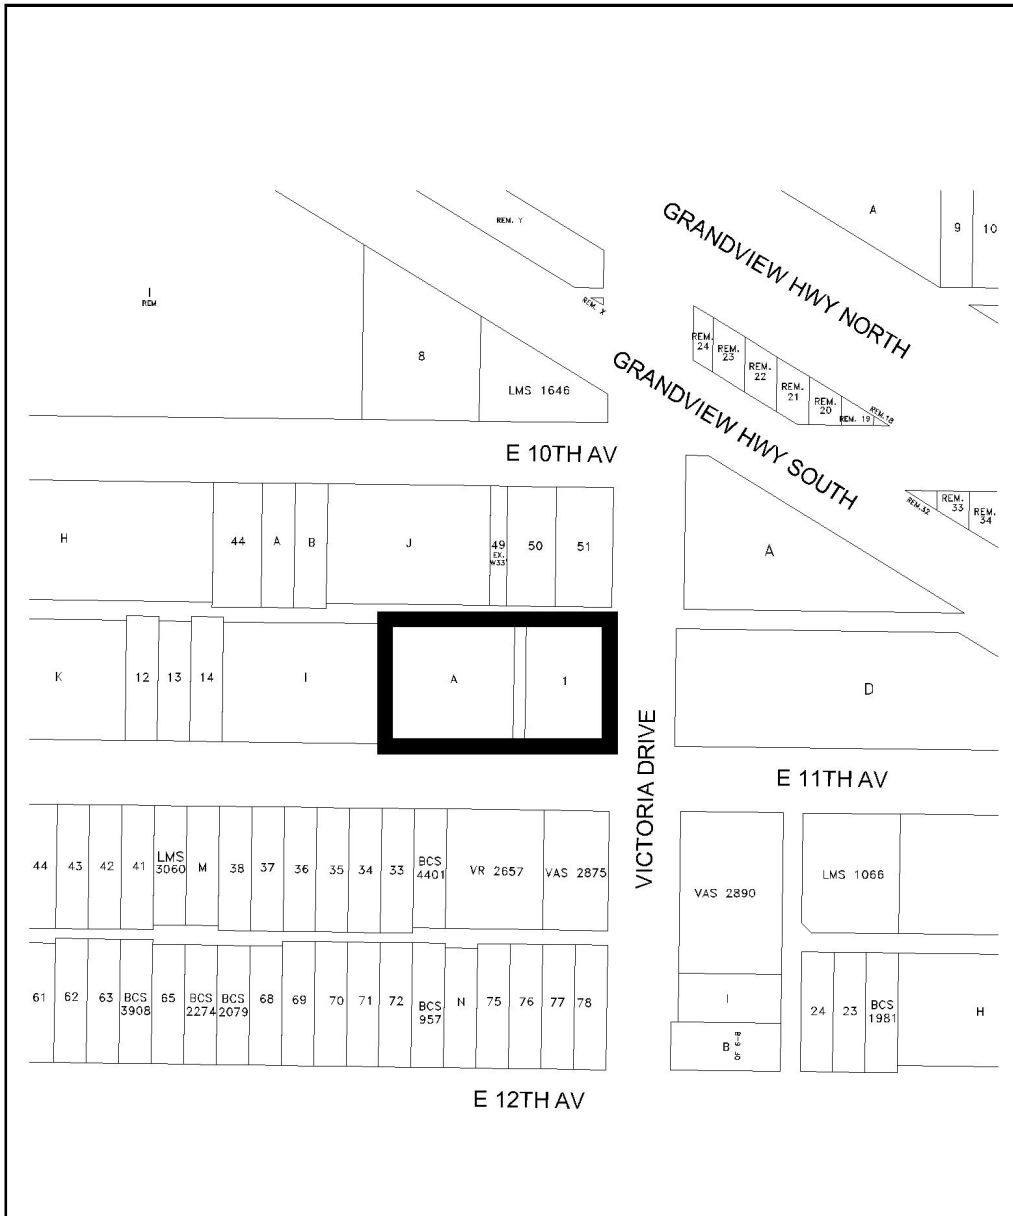 REM. Y
A
9
10
GRANDVIEW HWY NORTH
I
REM
REM. X
8
LMS 1646
REM.
24
REM.
23
REM.
22
REM.
21
REM.
20
REM. 19
REM.18
GRANDVIEW HWY SOUTH
E 10TH AV
H
44
A
B
J
49
EX.
W33'
50
51
A
REM.32
REM.
33
REM.
34
K
12
13
14
I
A
1
D
VICTORIA DRIVE
E 11TH AV
44
43
42
41
LMS
3060
M
38
37
36
35
34
33
BCS
4401
VR 2657
VAS 2875
VAS 2890
LMS 1066
61
62
63
BCS
3908
65
BCS
2274
BCS
2079
68
69
70
71
72
BCS
957
N
75
76
77
78
I
B
OF 6-8
24
23
BCS
1981
H
E 12TH AV